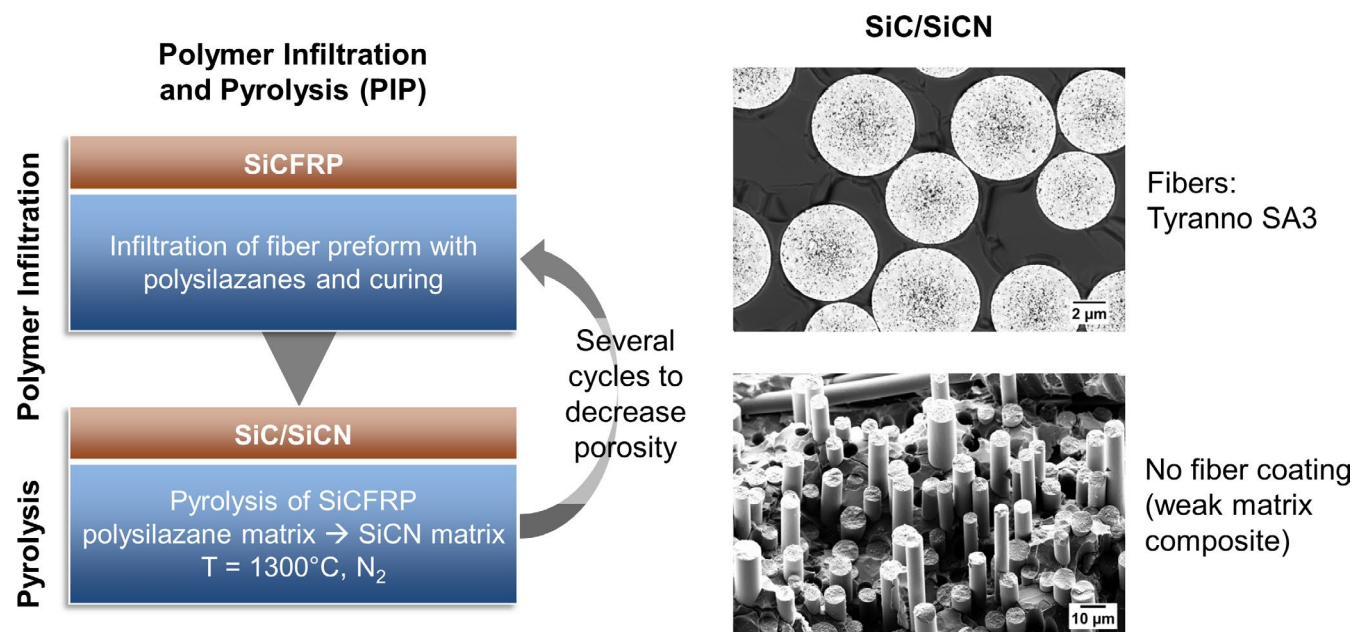 Polymer Infiltration
and Pyrolysis (PIP)
Polymer Infiltration
SiCFRP
Infiltration of fiber preform with
polysilazanes and curing
Several
cycles to
decrease
porosity
Pyrolysis
SiC/SiCN
Pyrolysis of SiCFRP
polysilazane matrix → SiCN matrix
T = 1300°C, N₂
SiC/SiCN
2 µm
Fibers:
Tyranno SA3
10 µm
No fiber coating
(weak matrix
composite)